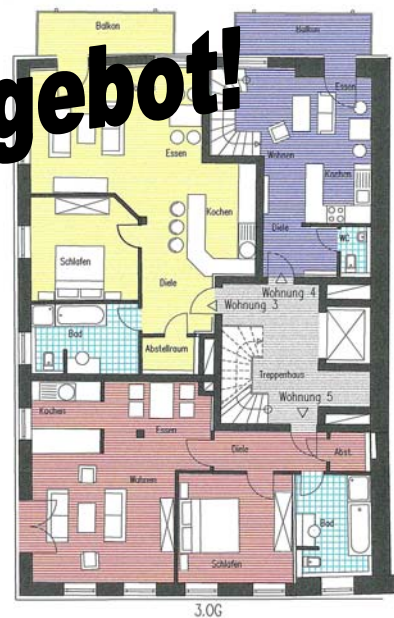 Balkon
Balkon
gebot!
Essen
Essen
Wohnen
Kochen
Kochen
Diele
WC
Schlafen
Diele
Wohnung 4
Wohnung 3
Bad
Abstellraum
Treppenhaus
Wohnung 5
Kochen
Essen
Diele
Abst.
Wohnen
Bad
Schlafen
3.OG